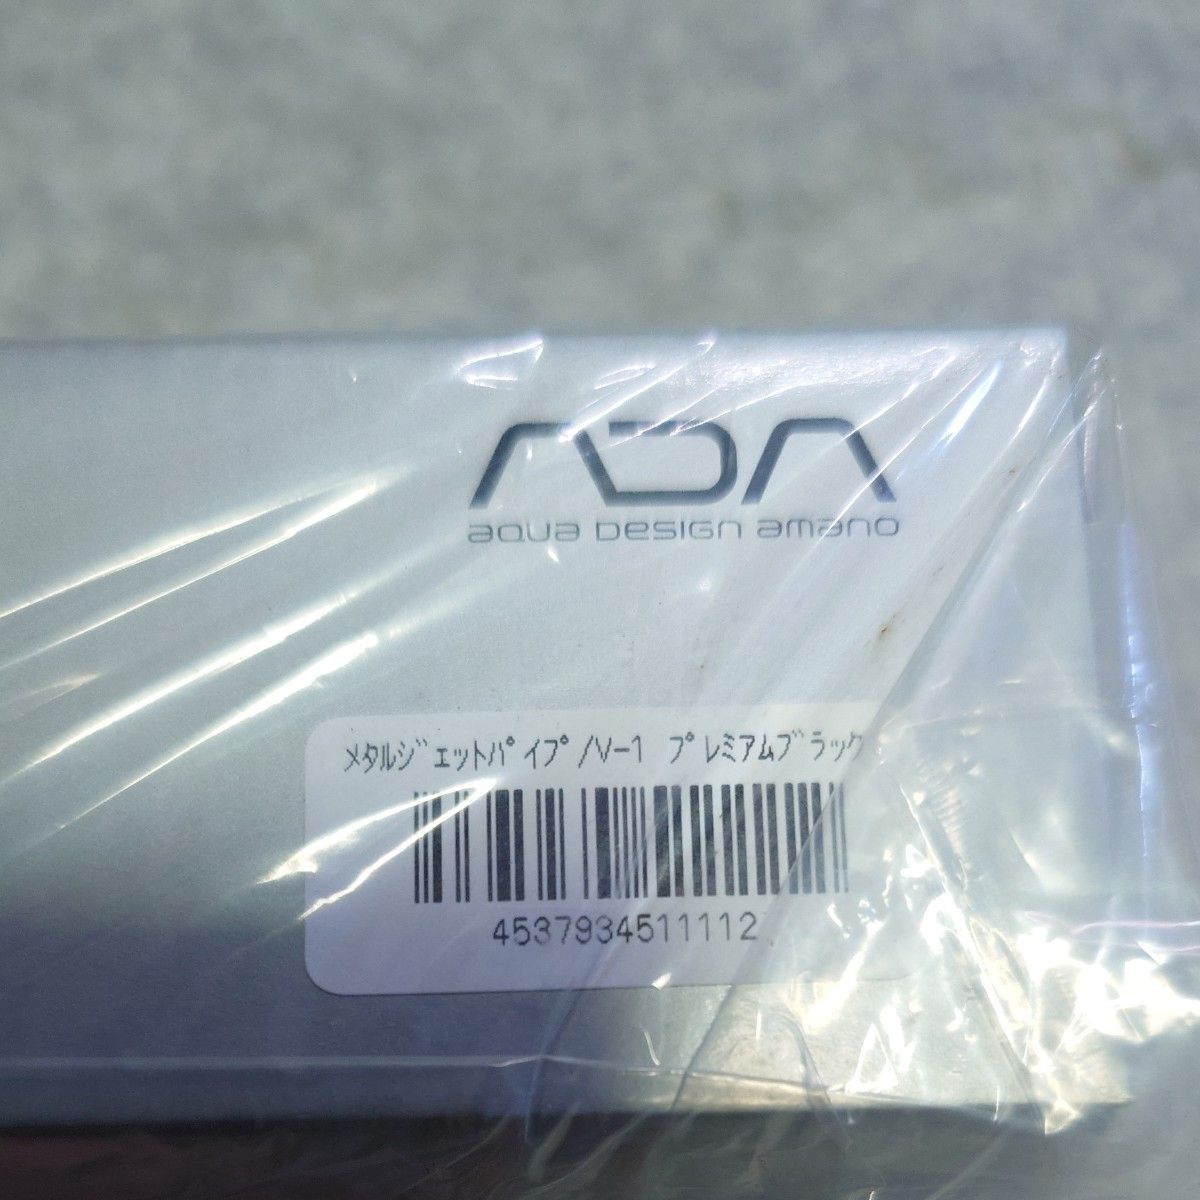 ADA
aqua Design amano
ﾒﾀﾙｼﾞｪｯﾄﾊﾟｲﾌﾟ/V-1 ﾌﾟﾚﾐｱﾑﾌﾞﾗｯｸ
4537934511112